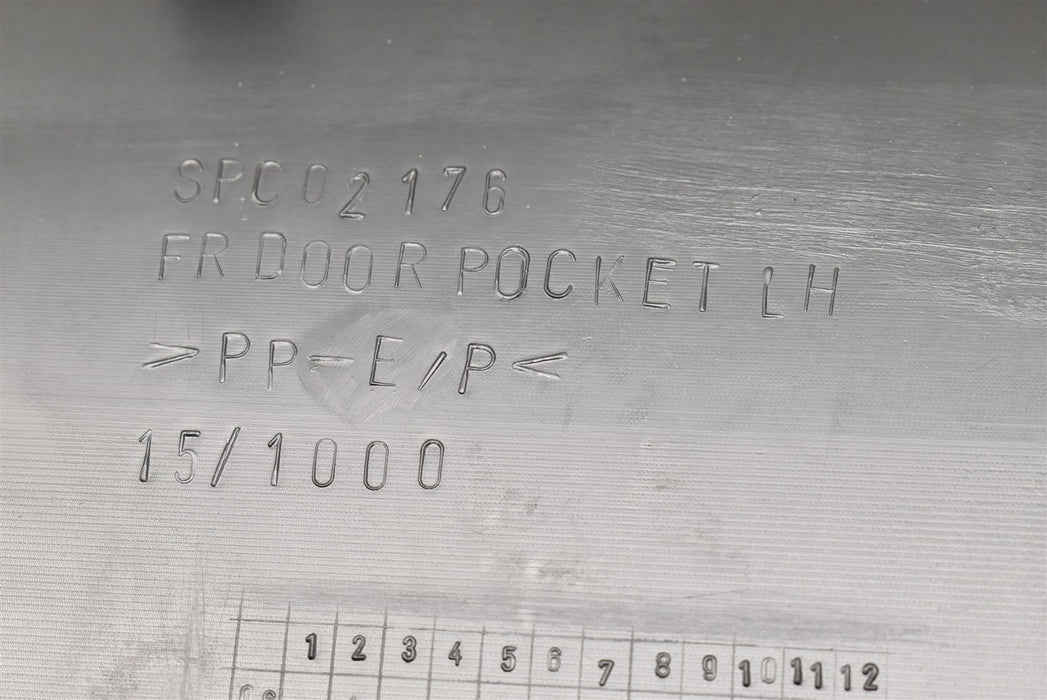 SPC02176
FR DOOR POCKET LH
>PP-E/P<
15/1000
1 2 3 4 5 6 7 8 9 10 11 12